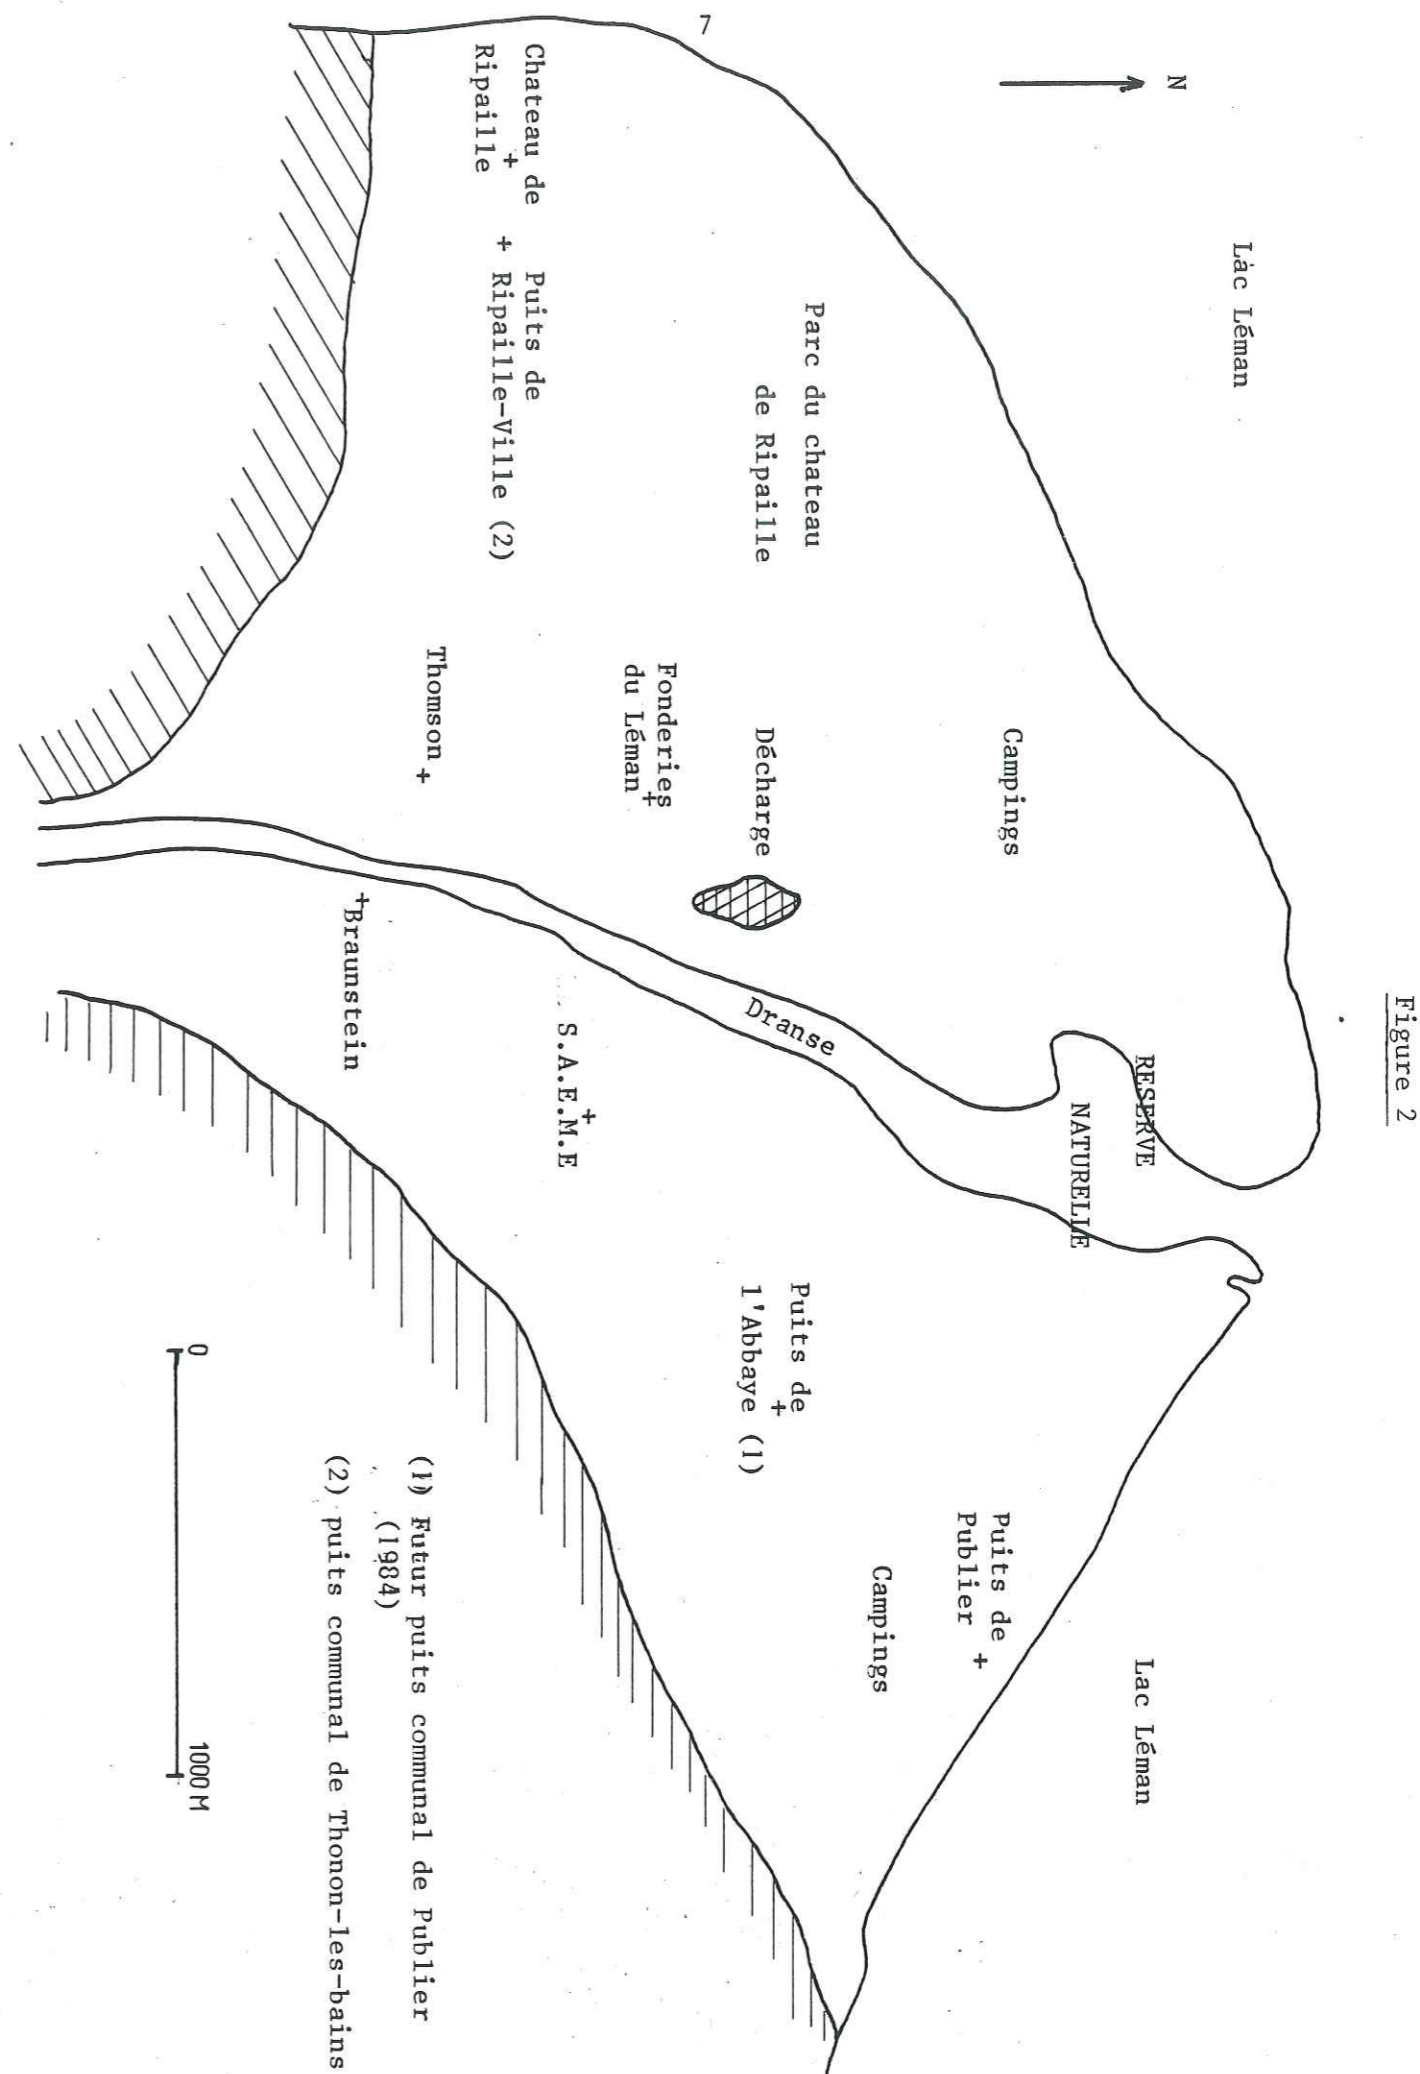 7
Figure 2
N
Làc Léman
Lac Léman
RESERVE
NATURELLE
Campings
Puits de
Publier
Campings
Parc du chateau
de Ripaille
Décharge
Dranse
Puits de
l'Abbaye (1)
Fonderies
du Léman
S.A.E.M.E
Chateau de
Ripaille
Puits de
Ripaille-Ville (2)
Thomson
Braunstein
(1) Futur puits communal de Publier
(1984)
(2) puits communal de Thonon-les-bains
0
1000 M